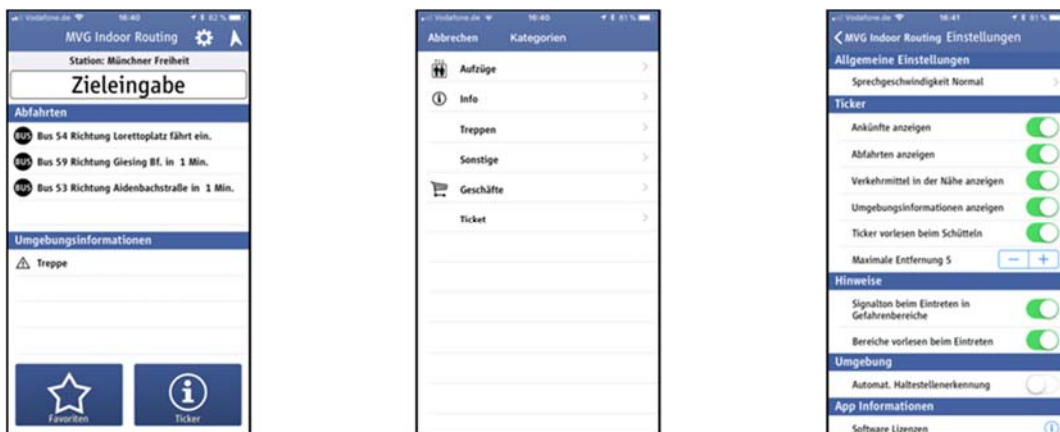 Vodafone.de 16:40 82%
MVG Indoor Routing
Station: Münchner Freiheit
Zieleingabe
Abfahrten
BUS Bus 54 Richtung Lorettoplatz fährt ein.
BUS Bus 59 Richtung Giesing Bf. in 1 Min.
BUS Bus 53 Richtung Aidenbachstraße in 1 Min.
Umgebungsinformationen
Treppe
Favoriten
Ticker
Vodafone.de 16:40 81%
Abbrechen Kategorien
Aufzüge
Info
Treppen
Sonstige
Geschäfte
Ticket
Vodafone.de 16:41 81%
MVG Indoor Routing Einstellungen
Allgemeine Einstellungen
Sprechgeschwindigkeit Normal
Ticker
Ankünfte anzeigen
Abfahrten anzeigen
Verkehrmittel in der Nähe anzeigen
Umgebungsinformationen anzeigen
Ticker vorlesen beim Schütteln
Maximale Entfernung 5
Hinweise
Signalton beim Eintreten in
Gefahrenbereiche
Bereiche vorlesen beim Eintreten
Umgebung
Automat. Haltestellenerkennung
App Informationen
Software Lizenzen